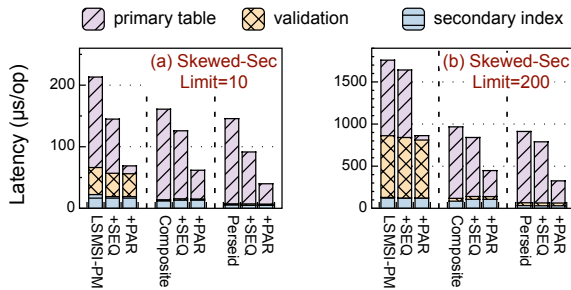 primary table
validation
secondary index
Latency (μs/op)
(a) Skewed-Sec
Limit=10
200
100
0
LSMSI-PM
+SEQ
+PAR
Composite
+SEQ
+PAR
Perseid
+SEQ
+PAR
(b) Skewed-Sec
Limit=200
1500
1000
500
0
LSMSI-PM
+SEQ
+PAR
Composite
+SEQ
+PAR
Perseid
+SEQ
+PAR